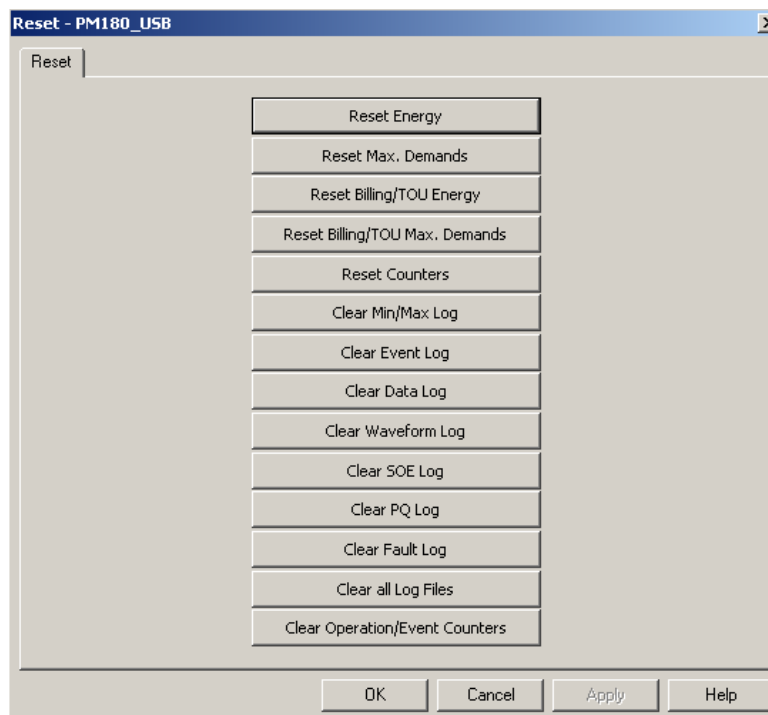 Reset - PM180_USB
Reset
Reset Energy
Reset Max. Demands
Reset Billing/TOU Energy
Reset Billing/TOU Max. Demands
Reset Counters
Clear Min/Max Log
Clear Event Log
Clear Data Log
Clear Waveform Log
Clear SOE Log
Clear PQ Log
Clear Fault Log
Clear all Log Files
Clear Operation/Event Counters
OK Cancel Apply Help